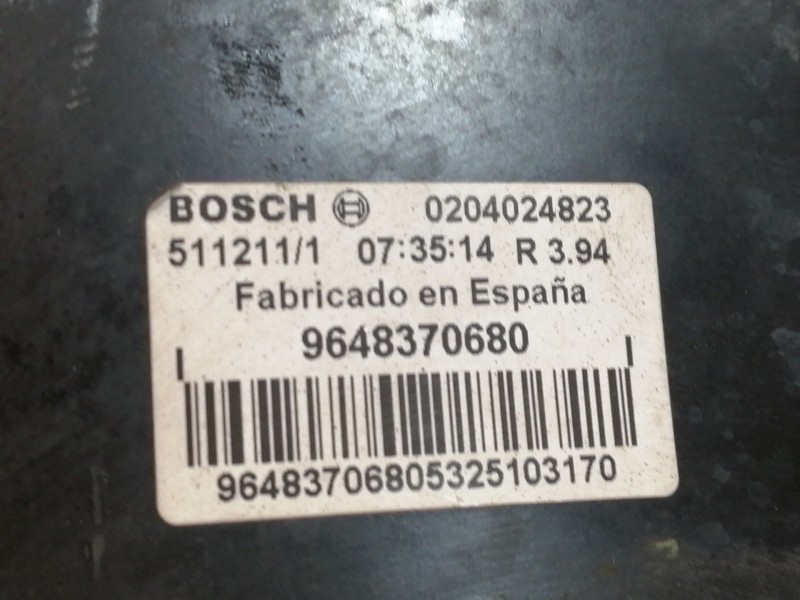 BOSCH 0204024823
511211/1 07:35:14 R 3.94
Fabricado en España
9648370680
96483706805325103170